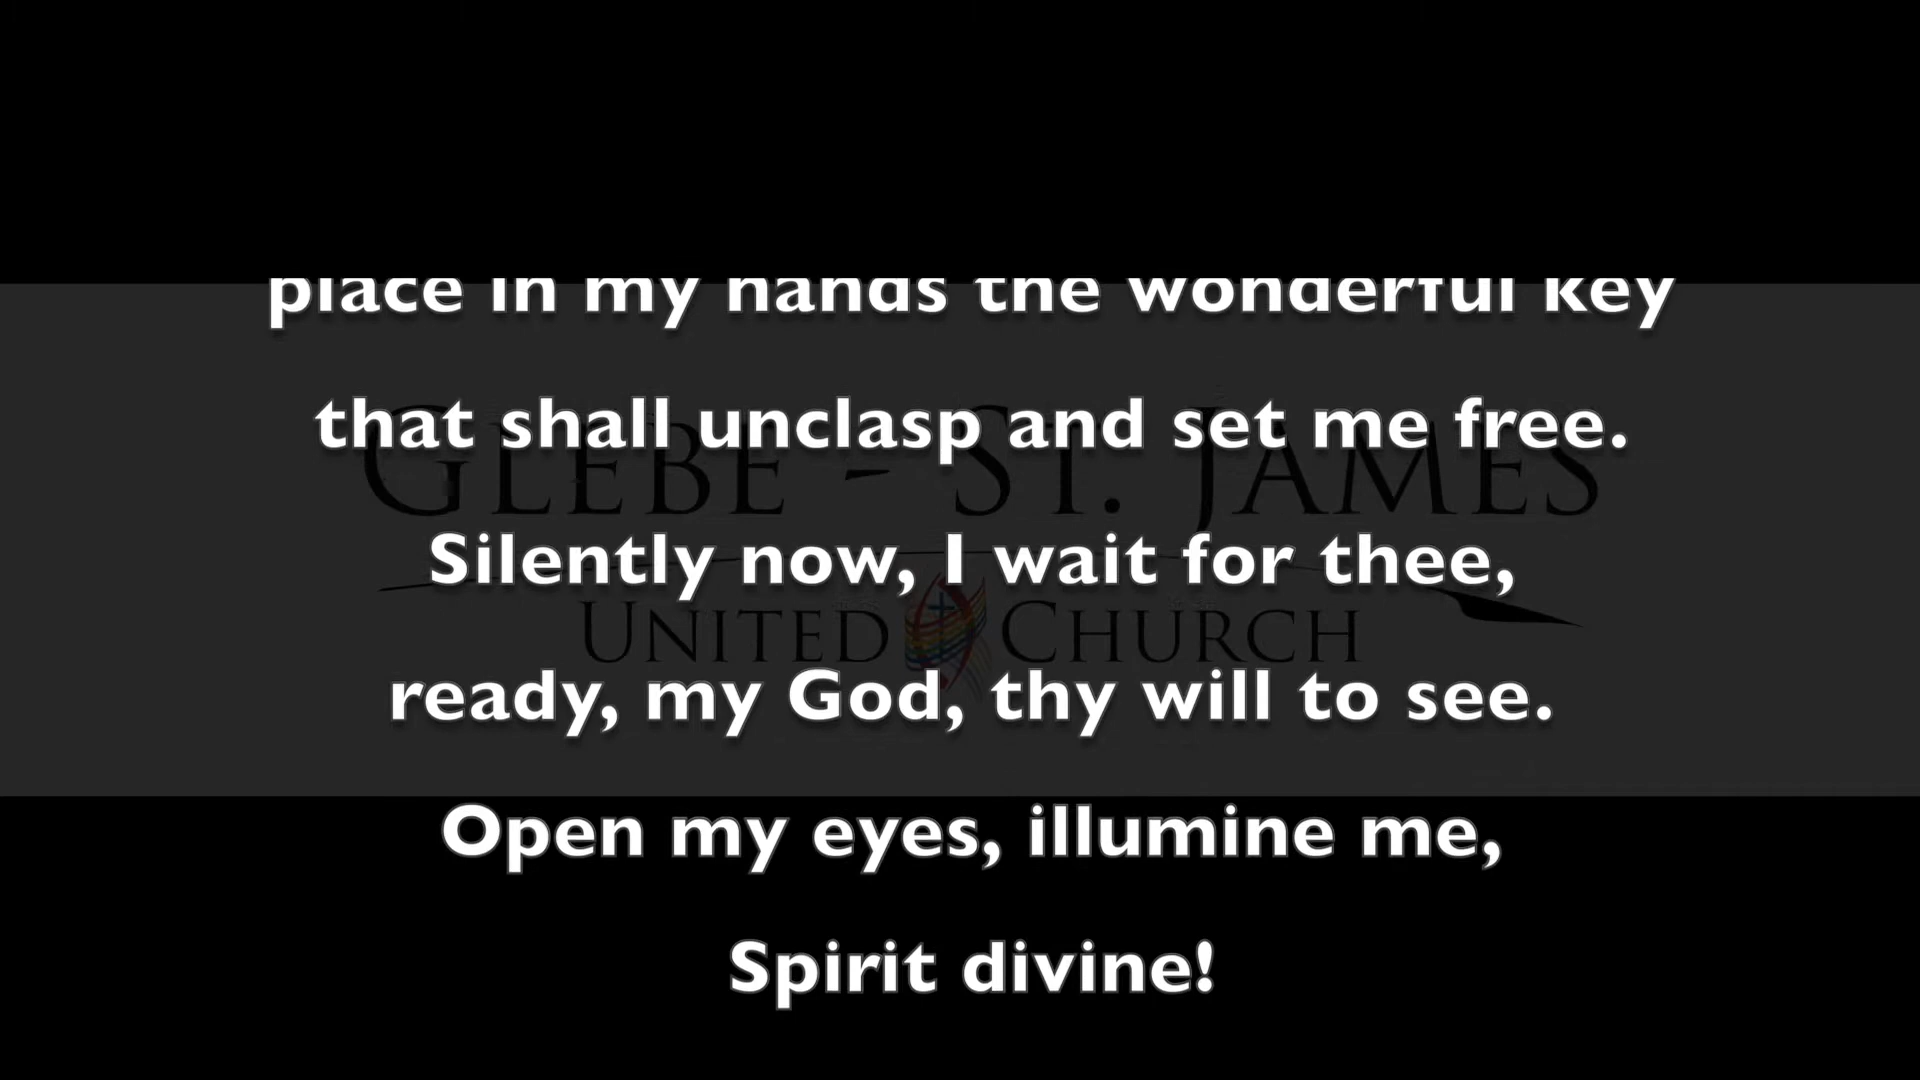 place in my hands the wonderful key
that shall unclasp and set me free.
GLEBE - ST. JAMES
Silently now, I wait for thee,
UNITED CHURCH
ready, my God, thy will to see.
Open my eyes, illumine me,
Spirit divine!